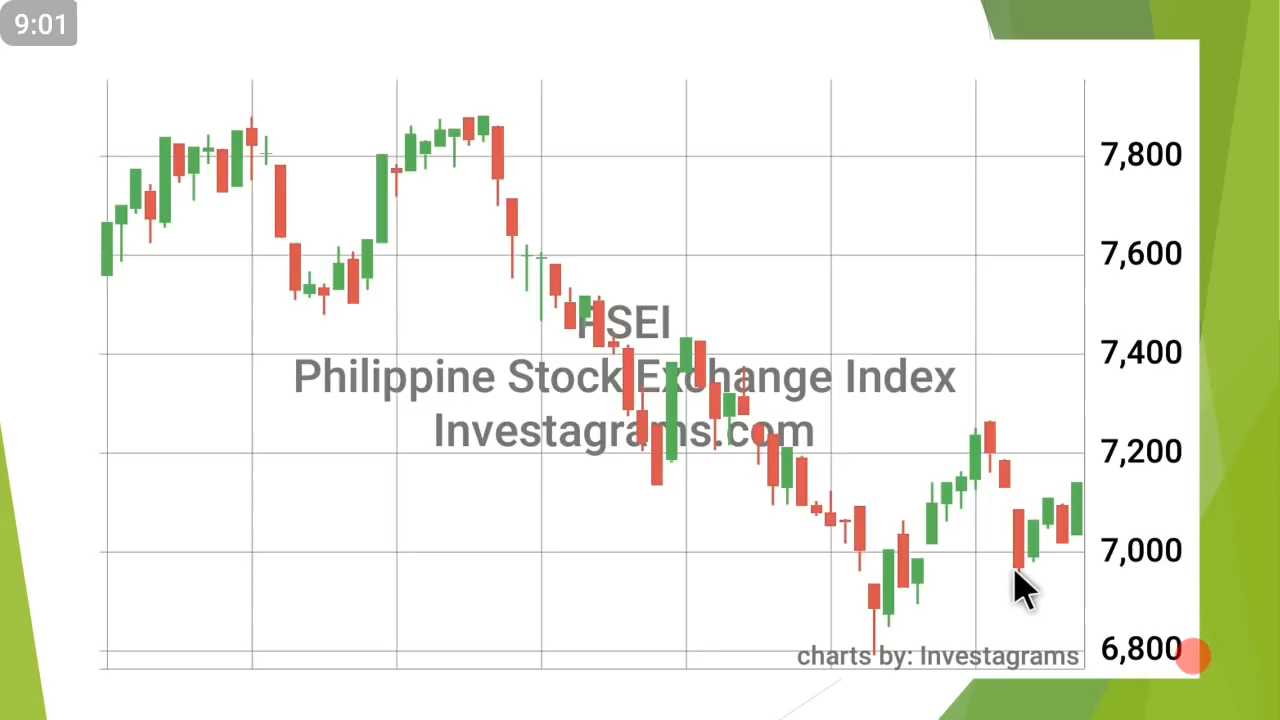 9:01
7,800
7,600
PSEI
7,400
Philippine Stock Exchange Index
Investagrams.com
7,200
7,000
6,800
charts by: Investagrams